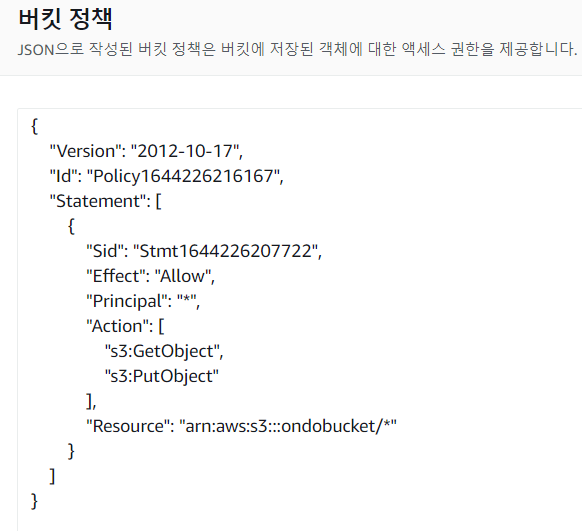 버킷 정책
JSON으로 작성된 버킷 정책은 버킷에 저장된 객체에 대한 액세스 권한을 제공합니다.
{
"Version": "2012-10-17",
"Id": "Policy1644226216167",
"Statement": [
{
"Sid": "Stmt1644226207722",
"Effect": "Allow",
"Principal": "*",
"Action": [
"s3:GetObject",
"s3:PutObject"
],
"Resource": "arn:aws:s3:::ondobucket/*"
}
]
}